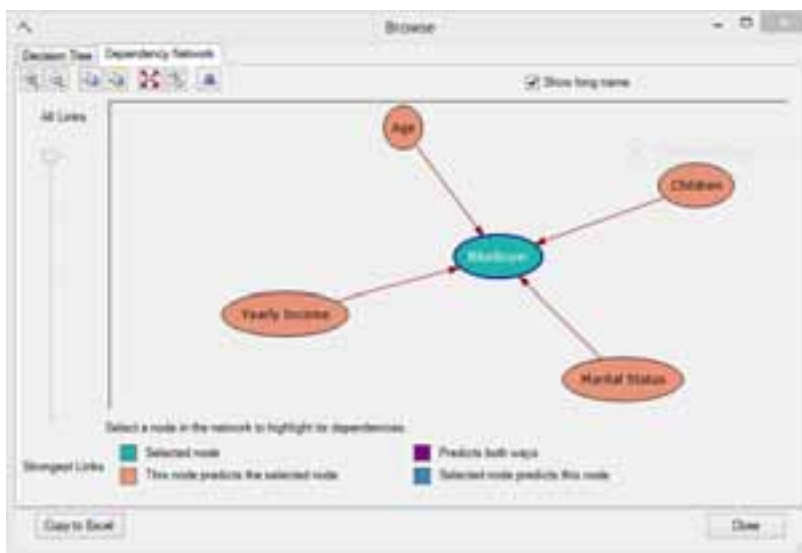 Browse
Decision Tree Dependency Network
Show long name
All Links
Age
Children
BikeBuyer
Yearly Income
Marital Status
Select a node in the network to highlight its dependencies.
Selected node
Predicts both ways
Strongest Links
This node predicts the selected node
Selected node predicts this node
Copy to Excel
Close